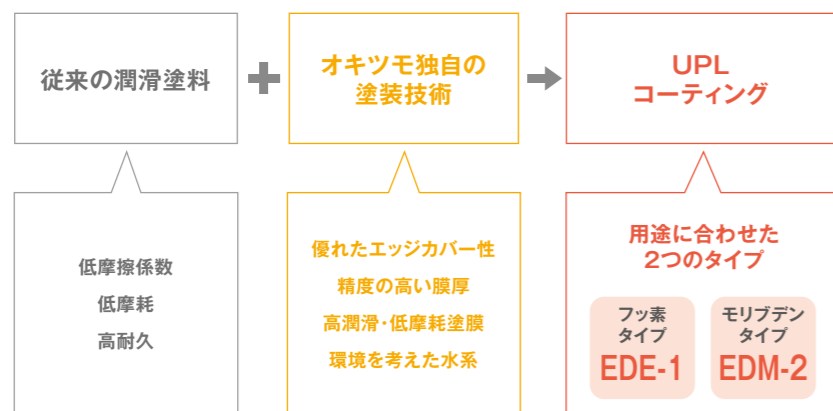 従来の潤滑塗料
+
オキツモ独自の
塗装技術
UPL
コーティング
低摩擦係数
低摩耗
高耐久
優れたエッジカバー性
精度の高い膜厚
高潤滑・低摩耗塗膜
環境を考えた水系
用途に合わせた
2つのタイプ
フッ素
タイプ
EDE-1
モリブデン
タイプ
EDM-2